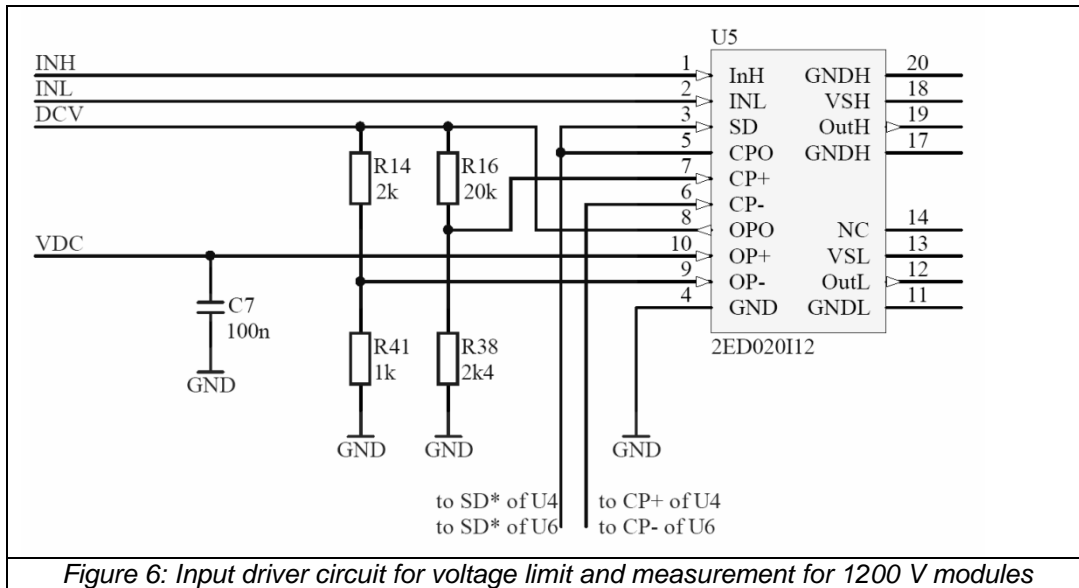 U5
INH
INL
DCV
VDC
C7
100n
GND
R14
2k
R16
20k
R41
1k
R38
2k4
GND
GND
GND
1 InH GNDH 20
2 INL VSH 18
3 SD OutH 19
5 CPO GNDH 17
7 CP+
6 CP-
8 OPO NC 14
10 OP+ VSL 13
9 OP- OutL 12
4 GND GNDL 11
2ED020I12
to SD* of U4 to CP+ of U4
to SD* of U6 to CP- of U6
Figure 6: Input driver circuit for voltage limit and measurement for 1200 V modules